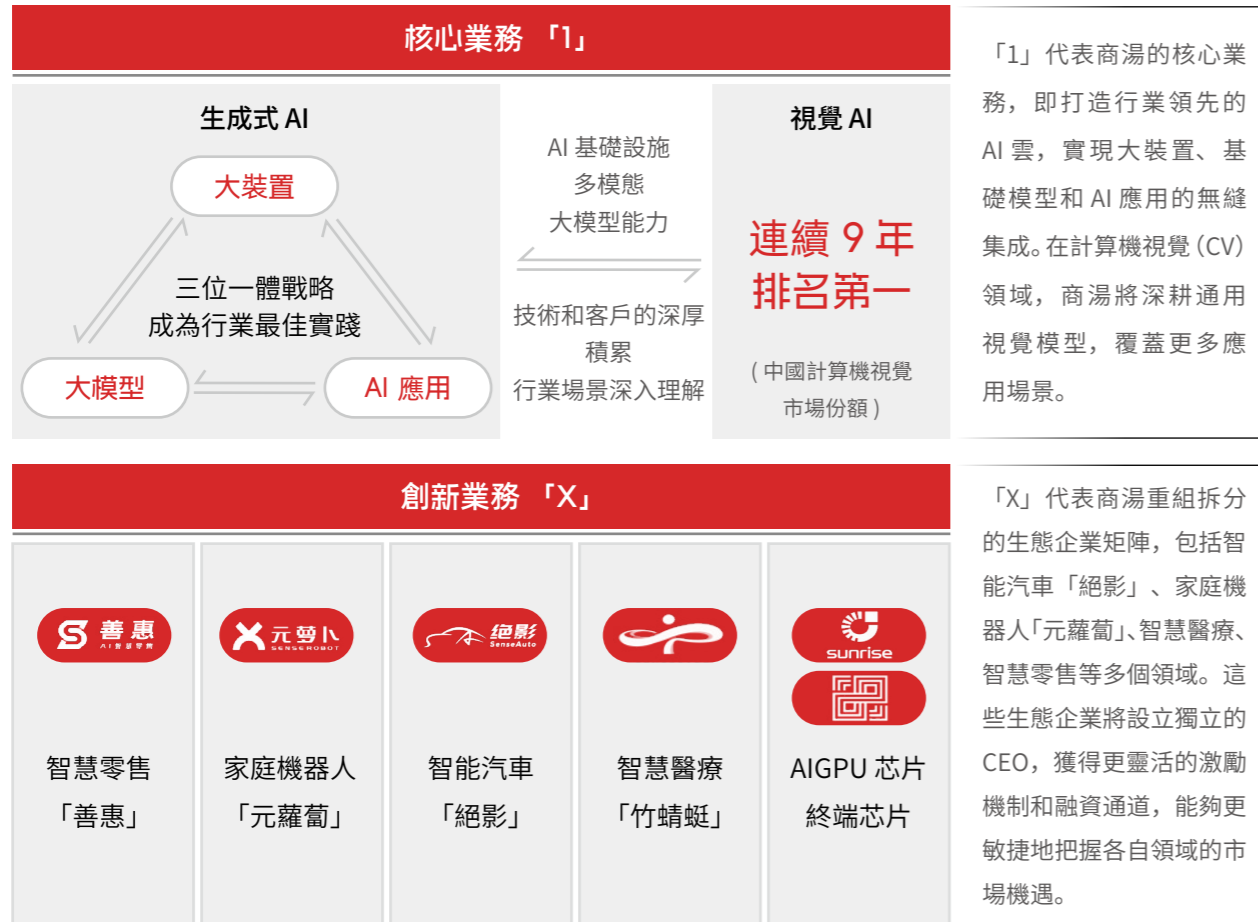 核心業務 「1」
生成式 AI
大裝置
三位一體戰略
成為行業最佳實踐
大模型
AI 應用
AI 基礎設施
多模態
大模型能力
技術和客戶的深厚
積累
行業場景深入理解
視覺 AI
連續 9 年
排名第一
( 中國計算機視覺
市場份額 )
「1」代表商湯的核心業
務，即打造行業領先的
AI 雲，實現大裝置、基
礎模型和 AI 應用的無縫
集成。在計算機視覺（CV）
領域，商湯將深耕通用
視覺模型，覆蓋更多應
用場景。
創新業務 「X」
善惠
AI智慧零售
智慧零售
「善惠」
元萝卜
SENSEROBOT
家庭機器人
「元蘿蔔」
绝影
SenseAuto
智能汽車
「絕影」
智慧醫療
「竹蜻蜓」
sunrise
AIGPU 芯片
終端芯片
「X」代表商湯重組拆分
的生態企業矩陣，包括智
能汽車「絕影」、家庭機
器人「元蘿蔔」、智慧醫療、
智慧零售等多個領域。這
些生態企業將設立獨立的
CEO，獲得更靈活的激勵
機制和融資通道，能夠更
敏捷地把握各自領域的市
場機遇。